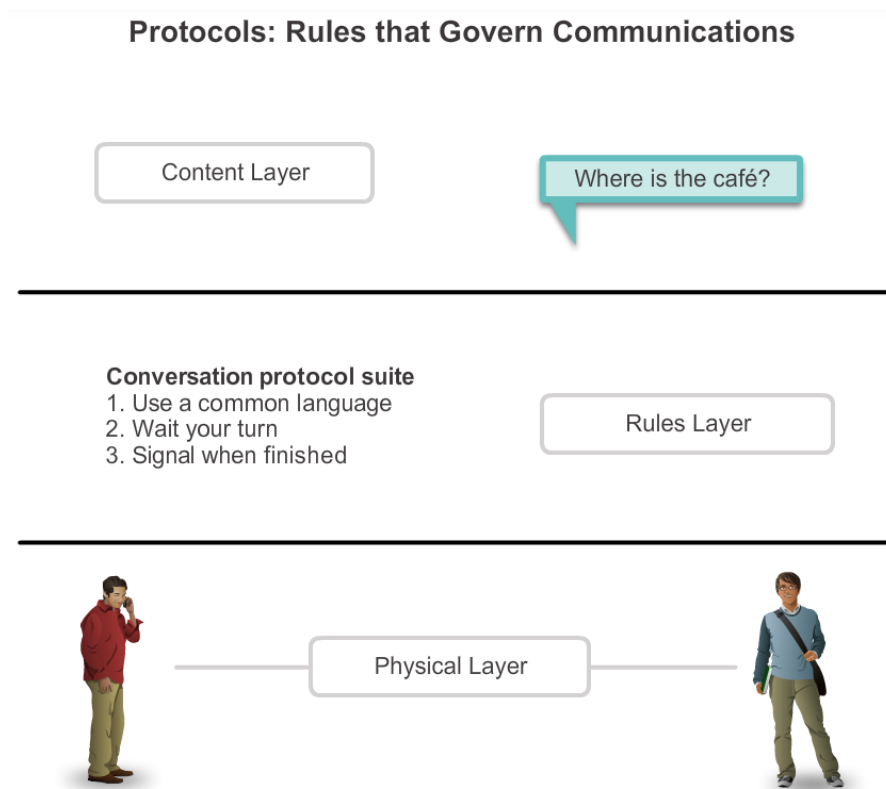 Protocols: Rules that Govern Communications
Content Layer
Where is the café?
Conversation protocol suite
1. Use a common language
2. Wait your turn
3. Signal when finished
Rules Layer
Physical Layer